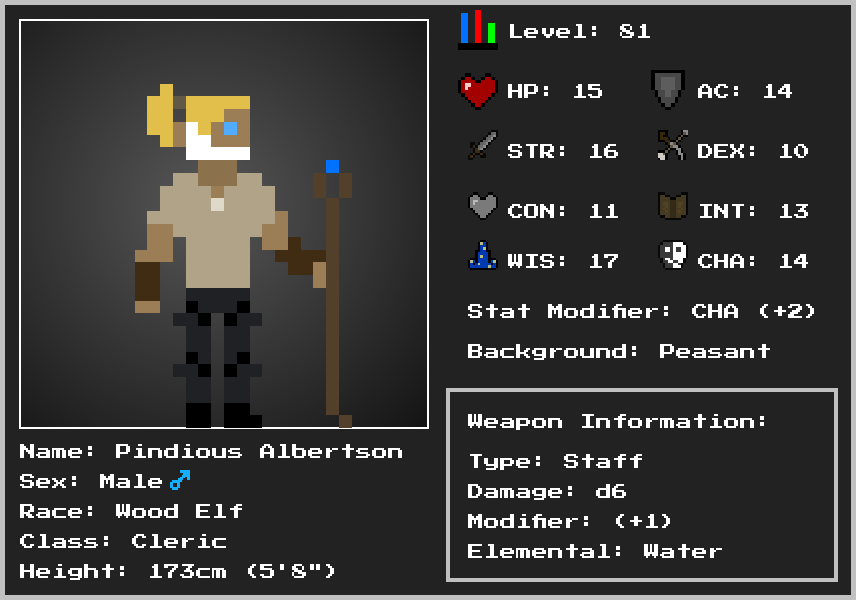 Level: 81
HP: 15
AC: 14
STR: 16
DEX: 10
CON: 11
INT: 13
WIS: 17
CHA: 14
Stat Modifier: CHA (+2)
Background: Peasant
Weapon Information:
Type: Staff
Damage: d6
Modifier: (+1)
Elemental: Water
Name: Pindious Albertson
Sex: Male♂
Race: Wood Elf
Class: Cleric
Height: 173cm (5'8")